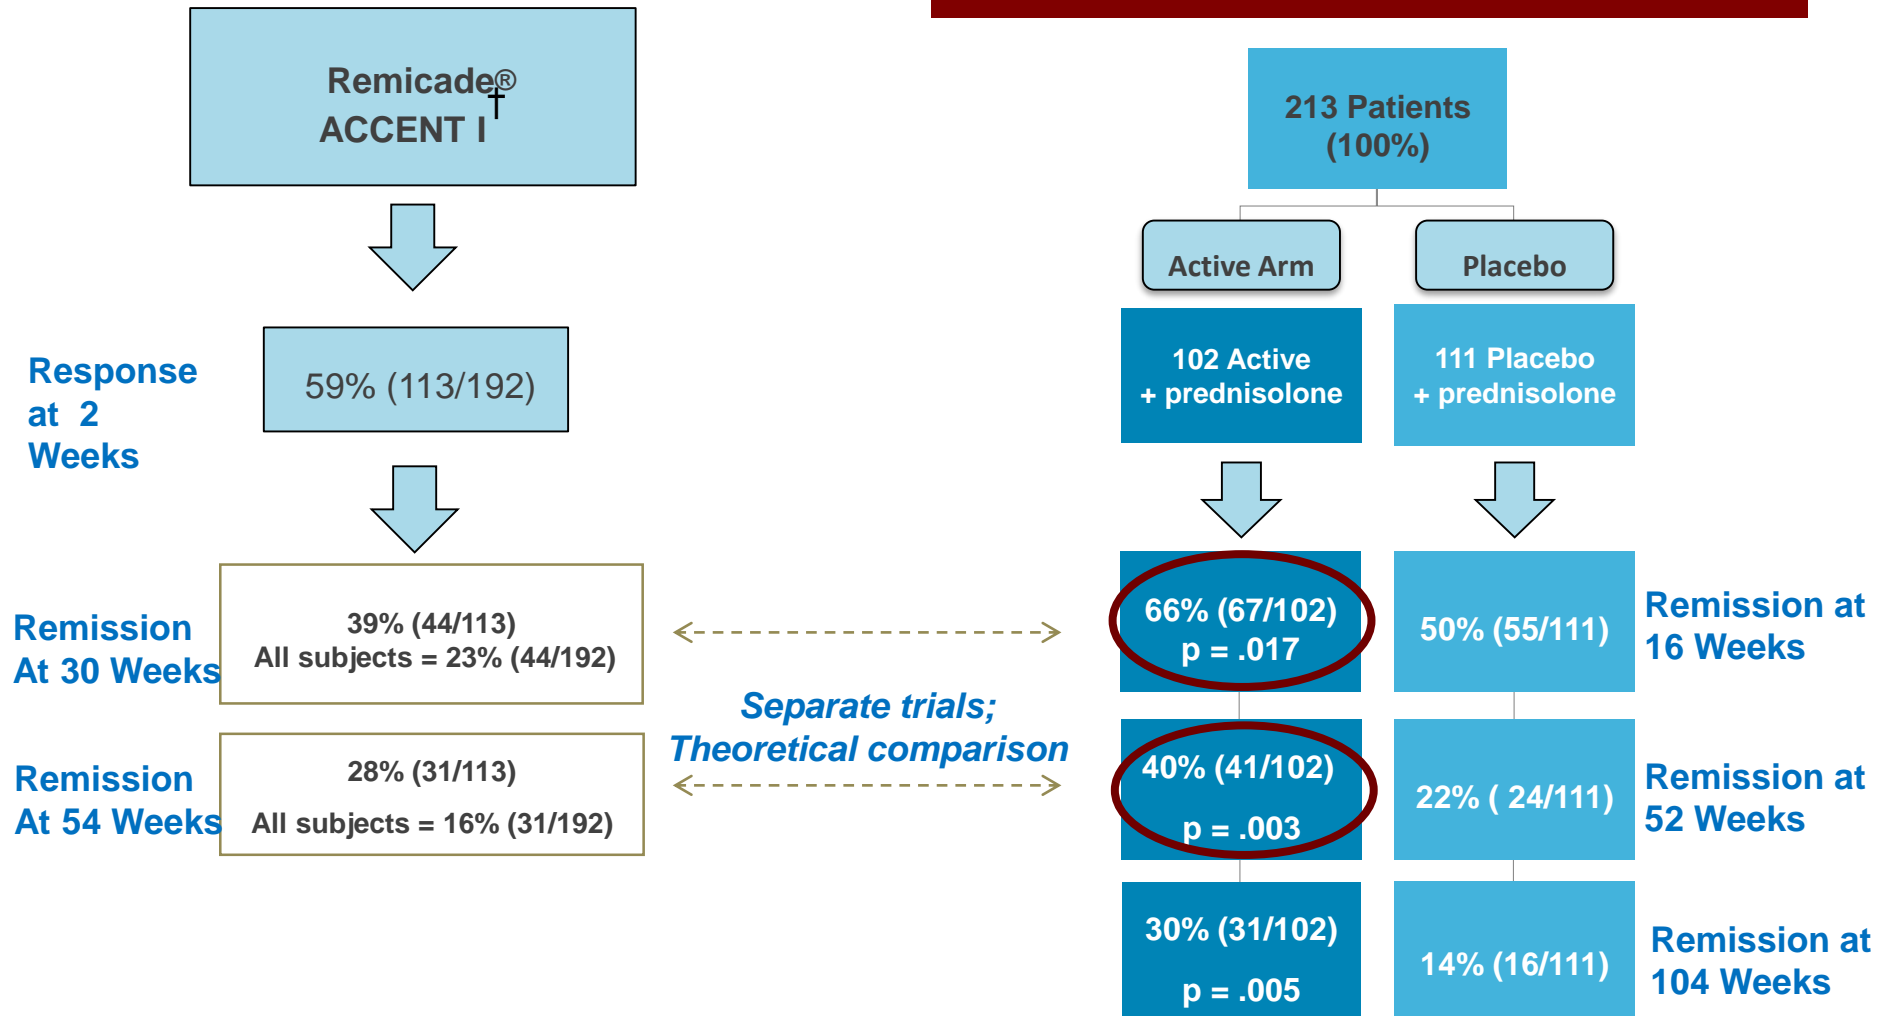 Remicade®
ACCENT I†
Response
at 2
Weeks
59% (113/192)
Remission
At 30 Weeks
39% (44/113)
All subjects = 23% (44/192)
Remission
At 54 Weeks
28% (31/113)
All subjects = 16% (31/192)
Separate trials;
Theoretical comparison
213 Patients
(100%)
Active Arm
Placebo
102 Active
+ prednisolone
111 Placebo
+ prednisolone
66% (67/102)
p = .017
50% (55/111)
Remission at
16 Weeks
40% (41/102)
p = .003
22% ( 24/111)
Remission at
52 Weeks
30% (31/102)
p = .005
14% (16/111)
Remission at
104 Weeks